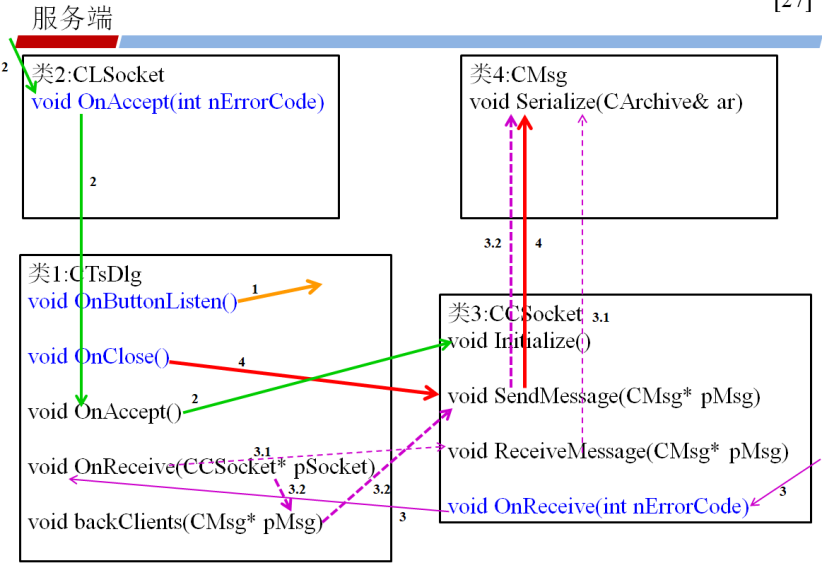 [27]
服务端
2
类2:CLSocket
void OnAccept(int nErrorCode)
2
类4:CMsg
void Serialize(CArchive& ar)
3.2
4
类1:CTsDlg
void OnButtonListen()
1
void OnClose()
4
void OnAccept()
2
3.1
void OnReceive(CCSocket* pSocket)
3.2
3.2
void backClients(CMsg* pMsg)
3
类3:CCSocket
3.1
void Initialize()
void SendMessage(CMsg* pMsg)
void ReceiveMessage(CMsg* pMsg)
void OnReceive(int nErrorCode)
3